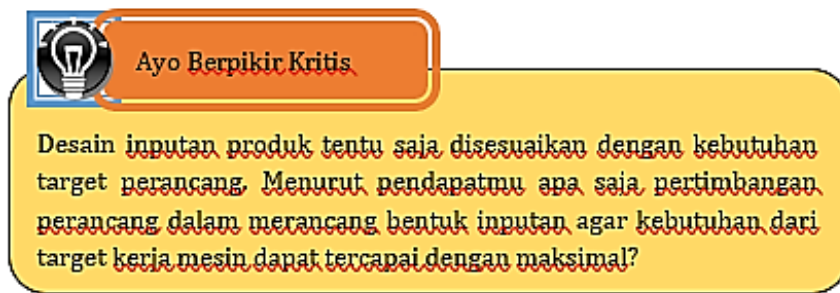 Ayo Berpikir Kritis
Desain inputan produk tentu saja disesuaikan dengan kebutuhan
target perancang. Menurut pendapatmu apa saja pertimbangan
perancang dalam merancang bentuk inputan agar kebutuhan dari
target kerja mesin dapat tercapai dengan maksimal?